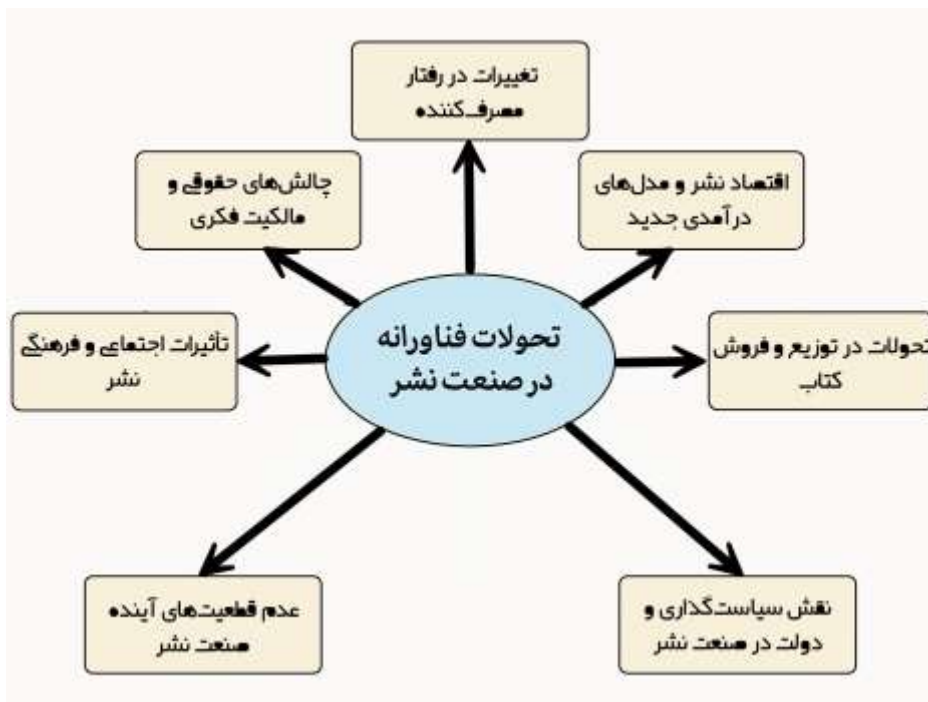 تغییرات در رفتار
مصرف‌کننده
اقتصاد نشر و مدل‌های
درآمدی جدید
چالش‌های حقوقی و
مالکیت فکری
تحولات فناورانه
در صنعت نشر
تحولات در توزیع و فروش
کتاب
تأثیرات اجتماعی و فرهنگی
نشر
نقش سیاست‌گذاری و
دولت در صنعت نشر
عدم قطعیت‌های آینده
صنعت نشر